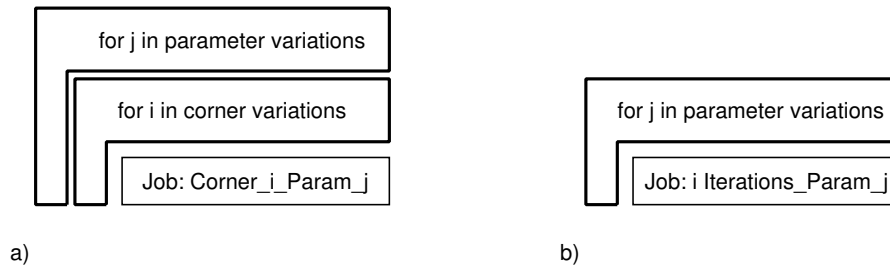 for j in parameter variations
for i in corner variations
Job: Corner_i_Param_j
a)
for j in parameter variations
Job: i Iterations_Param_j
b)